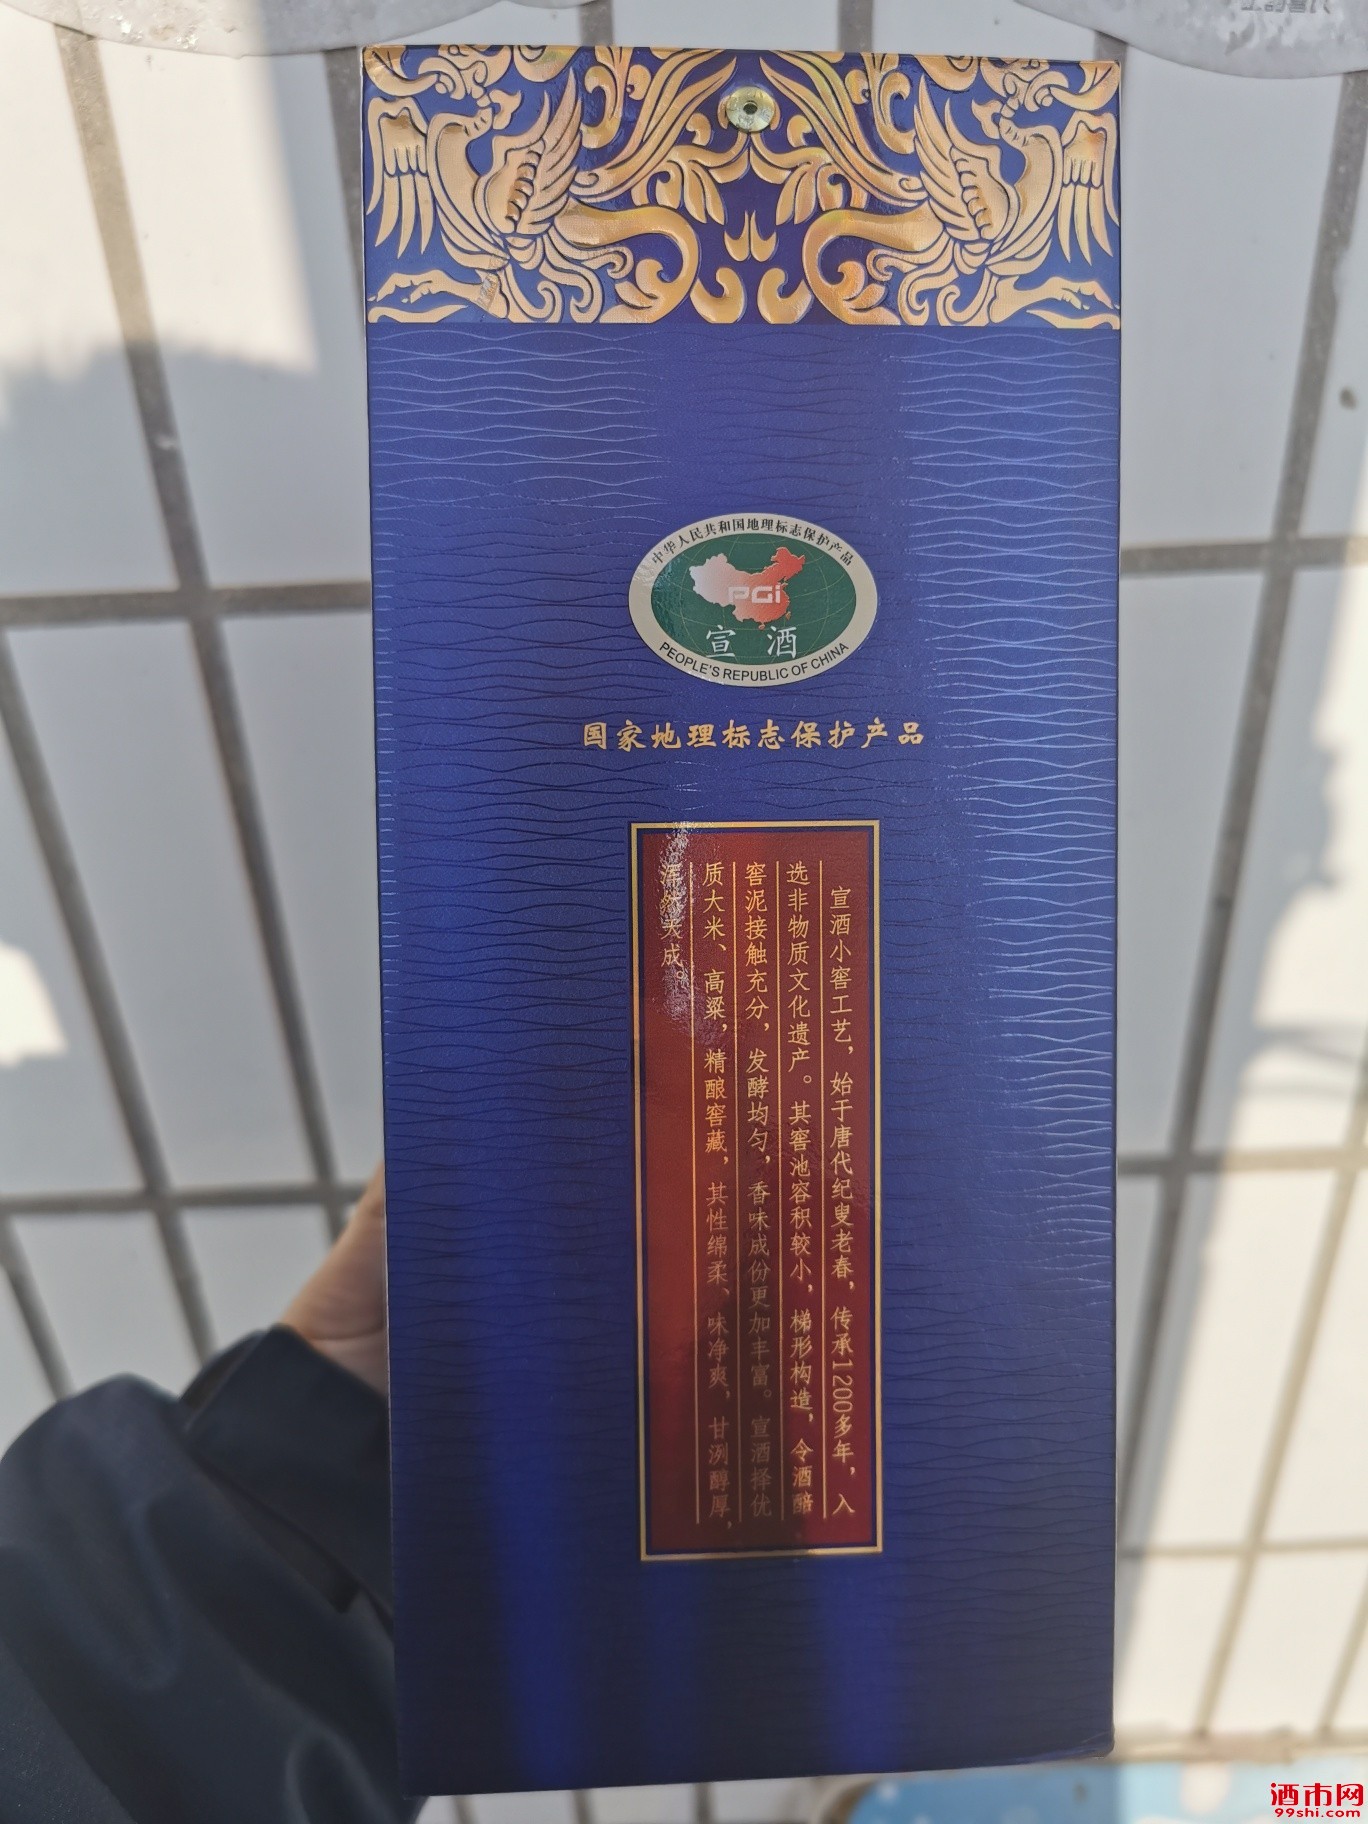 中华人民共和国地理标志保护产品
PGi
宣 酒
PEOPLE'S REPUBLIC OF CHINA
国家地理标志保护产品
宣酒小窖工艺，始于唐代纪叟老春，传承1200多年，入
选非物质文化遗产。其窖池容积较小，梯形构造，令酒醅
窖泥接触充分，发酵均匀，香味成份更加丰富。宣酒择优
质大米、高粱，精酿窖藏，其性绵柔、味净爽，甘洌醇厚，
浑然天成。
酒市网
99shi.com